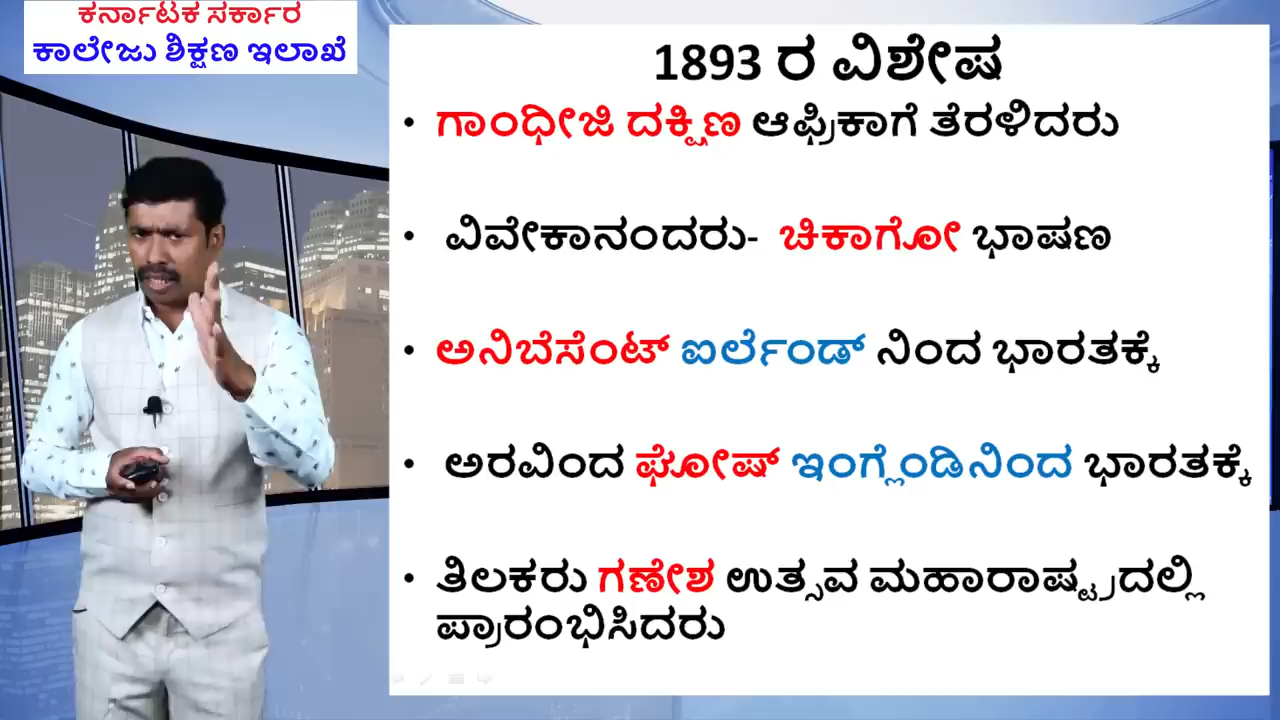 ಕರ್ನಾಟಕ ಸರ್ಕಾರ
ಕಾಲೇಜು ಶಿಕ್ಷಣ ಇಲಾಖೆ
1893 ರ ವಿಶೇಷ
• ಗಾಂಧೀಜಿ ದಕ್ಷಿಣ ಆಫ್ರಿಕಾಗೆ ತೆರಳಿದರು
• ವಿವೇಕಾನಂದರು- ಚಿಕಾಗೋ ಭಾಷಣ
• ಅನಿಬೆಸೆಂಟ್ ಐರ್ಲೆಂಡ್ ನಿಂದ ಭಾರತಕ್ಕೆ
• ಅರವಿಂದ ಘೋಷ್ ಇಂಗ್ಲೆಂಡಿನಿಂದ ಭಾರತಕ್ಕೆ
• ತಿಲಕರು ಗಣೇಶ ಉತ್ಸವ ಮಹಾರಾಷ್ಟ್ರದಲ್ಲಿ
ಪ್ರಾರಂಭಿಸಿದರು